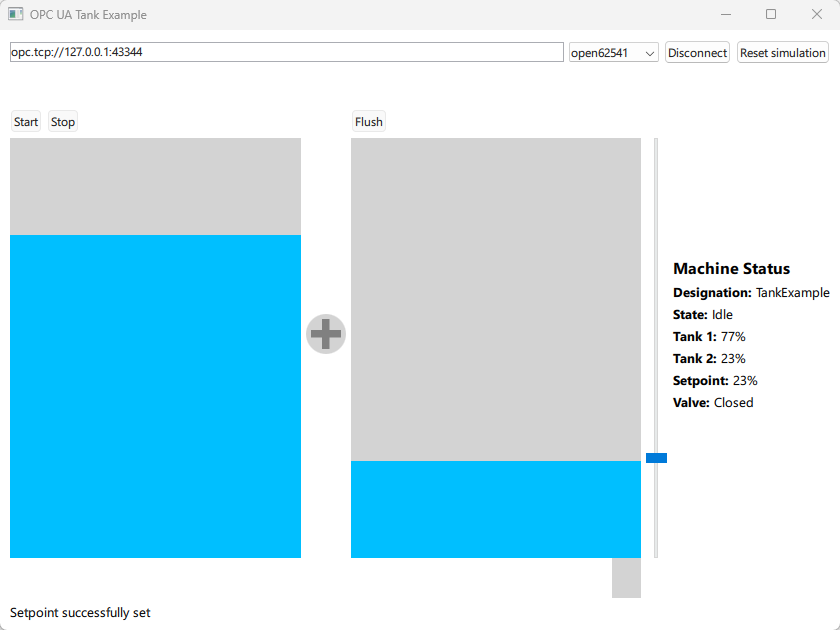 OPC UA Tank Example
opc.tcp://127.0.0.1:43344
open62541
Disconnect
Reset simulation
Start
Stop
Flush
Machine Status
Designation: TankExample
State: Idle
Tank 1: 77%
Tank 2: 23%
Setpoint: 23%
Valve: Closed
Setpoint successfully set